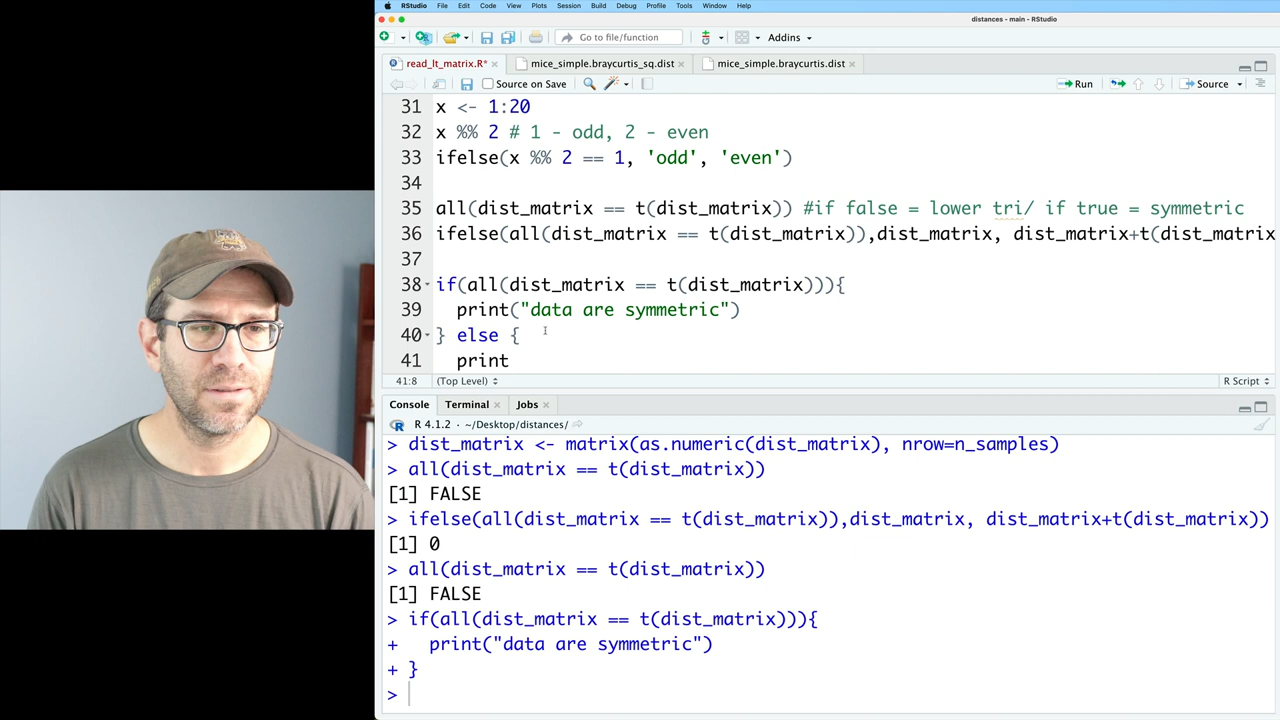 RStudio File Edit Code View Plots Session Build Debug Profile Tools Window Help
distances - main - RStudio
Go to file/function Addins
read_lt_matrix.R* mice_simple.braycurtis_sq.dist mice_simple.braycurtis.dist
Source on Save Run Source
31 x <- 1:20
32 x %% 2 # 1 - odd, 2 - even
33 ifelse(x %% 2 == 1, 'odd', 'even')
34
35 all(dist_matrix == t(dist_matrix)) #if false = lower tri/ if true = symmetric
36 ifelse(all(dist_matrix == t(dist_matrix)),dist_matrix, dist_matrix+t(dist_matrix
37
38 if(all(dist_matrix == t(dist_matrix))){
39 print("data are symmetric")
40 } else {
41 print
41:8 (Top Level) R Script
Console Terminal Jobs
R 4.1.2 · ~/Desktop/distances/
> dist_matrix <- matrix(as.numeric(dist_matrix), nrow=n_samples)
> all(dist_matrix == t(dist_matrix))
[1] FALSE
> ifelse(all(dist_matrix == t(dist_matrix)),dist_matrix, dist_matrix+t(dist_matrix))
[1] 0
> all(dist_matrix == t(dist_matrix))
[1] FALSE
> if(all(dist_matrix == t(dist_matrix))){
+ print("data are symmetric")
+ }
>